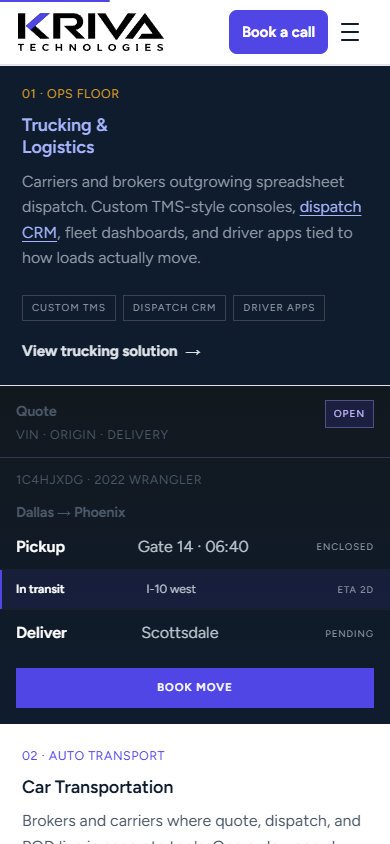 KRIVA
TECHNOLOGIES
Book a call
01 · OPS FLOOR
Trucking &
Logistics
Carriers and brokers outgrowing spreadsheet
dispatch. Custom TMS-style consoles, dispatch
CRM, fleet dashboards, and driver apps tied to
how loads actually move.
CUSTOM TMS DISPATCH CRM DRIVER APPS
View trucking solution →
Quote OPEN
VIN · ORIGIN · DELIVERY
1C4HJXDG · 2022 WRANGLER
Dallas → Phoenix
Pickup Gate 14 · 06:40 ENCLOSED
In transit I-10 west ETA 2D
Deliver Scottsdale PENDING
BOOK MOVE
02 · AUTO TRANSPORT
Car Transportation
Brokers and carriers where quote, dispatch, and